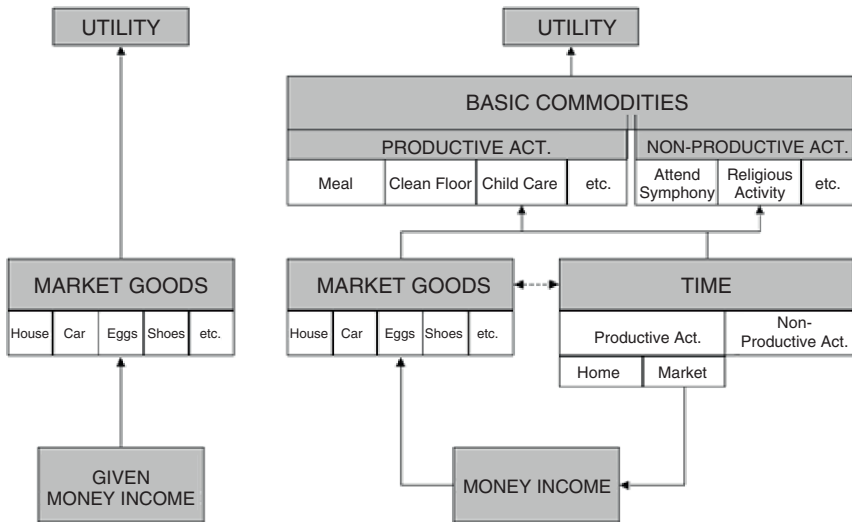 UTILITY
MARKET GOODS
House Car Eggs Shoes etc.
GIVEN
MONEY INCOME
UTILITY
BASIC COMMODITIES
PRODUCTIVE ACT. NON-PRODUCTIVE ACT.
Meal Clean Floor Child Care etc. Attend
Symphony Religious
Activity etc.
MARKET GOODS
House Car Eggs Shoes etc.
TIME
Productive Act. Non-
Productive Act.
Home Market
MONEY INCOME